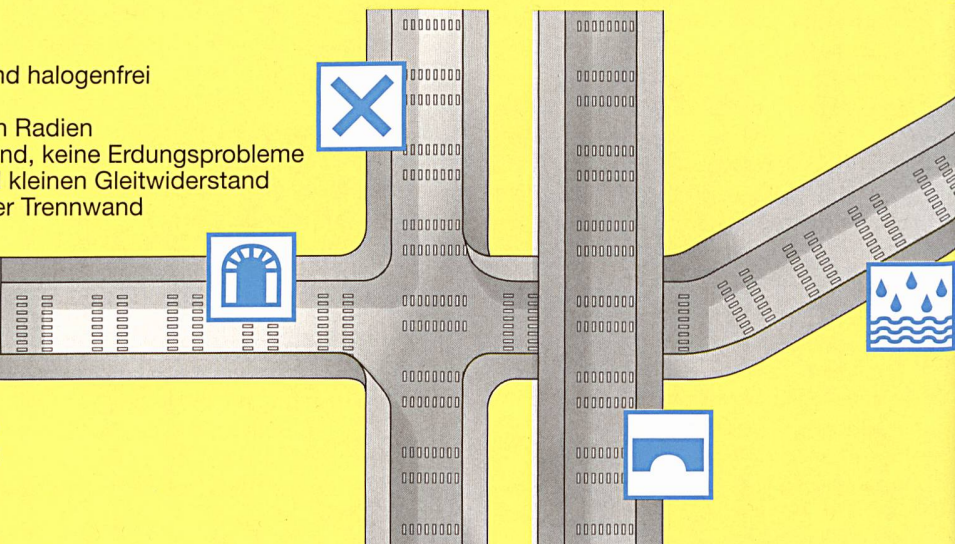 nd halogenfrei
n Radien
nd, keine Erdungsprobleme
kleinen Gleitwiderstand
er Trennwand